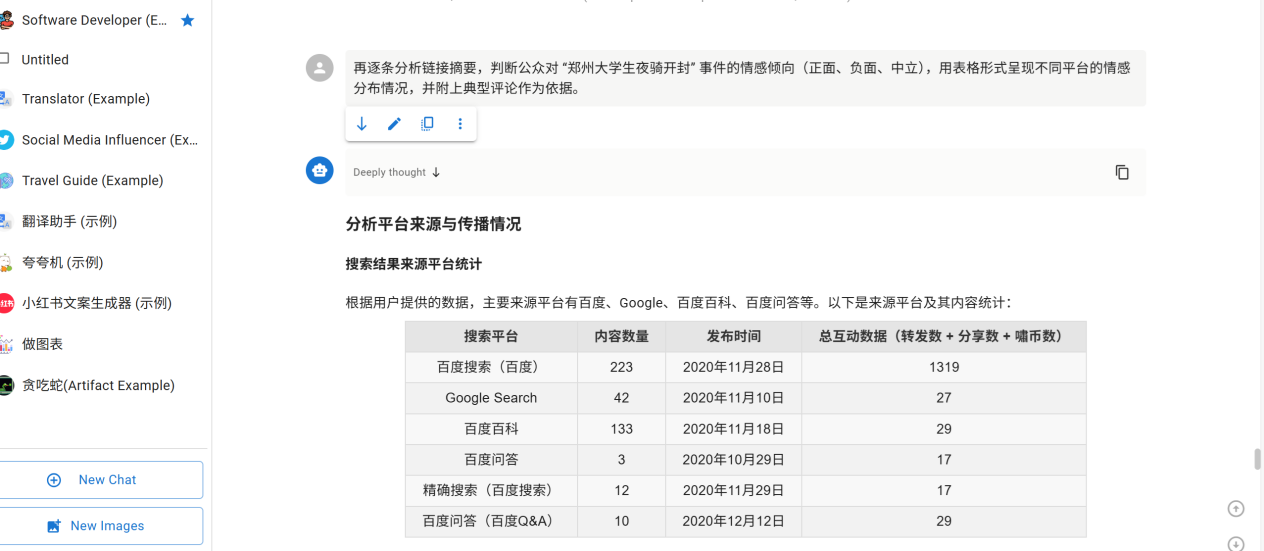 Software Developer (E...
Untitled
Translator (Example)
Social Media Influencer (Ex...
Travel Guide (Example)
翻译助手 (示例)
夸夸机 (示例)
小红书文案生成器 (示例)
做图表
贪吃蛇(Artifact Example)
New Chat
New Images
再逐条分析链接摘要，判断公众对 “郑州大学生夜骑开封” 事件的情感倾向（正面、负面、中立），用表格形式呈现不同平台的情感
分布情况，并附上典型评论作为依据。
Deeply thought
分析平台来源与传播情况
搜索结果来源平台统计
根据用户提供的数据，主要来源平台有百度、Google、百度百科、百度问答等。以下是来源平台及其内容统计：
搜索平台 内容数量 发布时间 总互动数据（转发数 + 分享数 + 嘯币数）
百度搜索（百度） 223 2020年11月28日 1319
Google Search 42 2020年11月10日 27
百度百科 133 2020年11月18日 29
百度问答 3 2020年10月29日 17
精确搜索（百度搜索） 12 2020年11月29日 17
百度问答（百度Q&A） 10 2020年12月12日 29